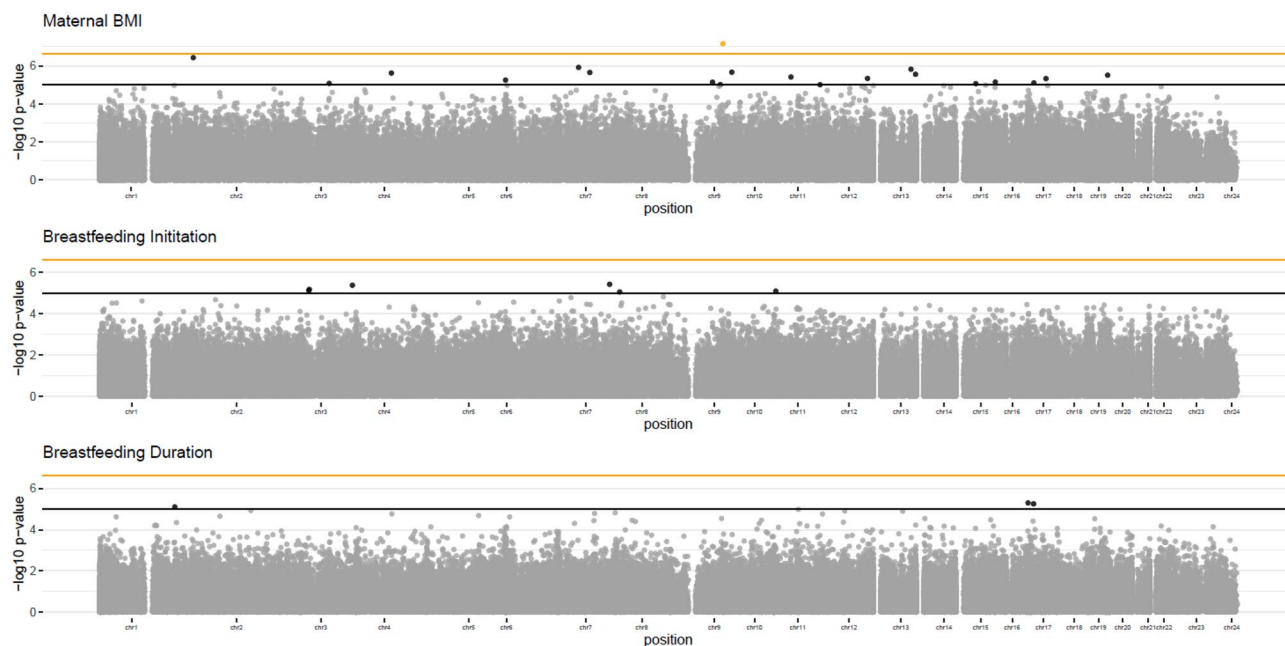 Maternal BMI
6
4
2
0
−log10 p-value
chr1 chr2 chr3 chr4 chr5 chr6 chr7 chr8 chr9 chr10 chr11 chr12 chr13 chr14 chr15 chr16 chr17 chr18 chr19 chr20 chr21 chr22 chr23 chr24
position
Breastfeeding Inititation
6
4
2
0
−log10 p-value
chr1 chr2 chr3 chr4 chr5 chr6 chr7 chr8 chr9 chr10 chr11 chr12 chr13 chr14 chr15 chr16 chr17 chr18 chr19 chr20 chr21 chr22 chr23 chr24
position
Breastfeeding Duration
6
4
2
0
−log10 p-value
chr1 chr2 chr3 chr4 chr5 chr6 chr7 chr8 chr9 chr10 chr11 chr12 chr13 chr14 chr15 chr16 chr17 chr18 chr19 chr20 chr21 chr22 chr23 chr24
position